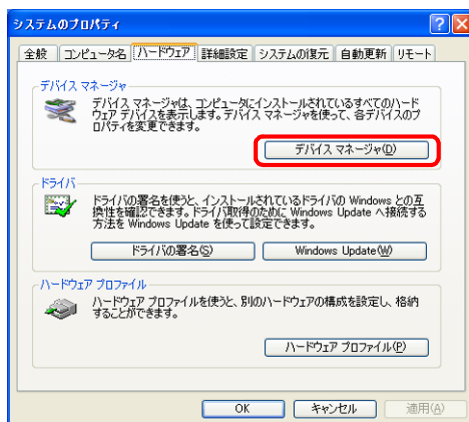 システムのプロパティ
全般 コンピュータ名 ハードウェア 詳細設定 システムの復元 自動更新 リモート
デバイス マネージャ
デバイス マネージャは、コンピュータにインストールされているすべてのハード
ウェア デバイスを表示します。デバイス マネージャを使って、各デバイスのプ
ロパティを変更できます。
デバイス マネージャ(D)
ドライバ
ドライバの署名を使うと、インストールされているドライバの Windows との互
換性を確認できます。ドライバ取得のために Windows Update へ接続する
方法を Windows Update を使って設定できます。
ドライバの署名(S) Windows Update(W)
ハードウェア プロファイル
ハードウェア プロファイルを使うと、別のハードウェアの構成を設定し、格納
することができます。
ハードウェア プロファイル(P)
OK キャンセル 適用(A)